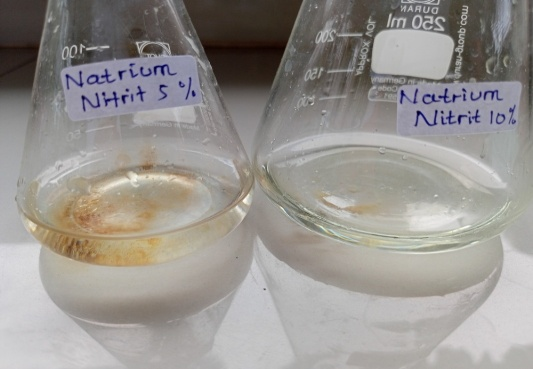 100
Natrium
Nitrit 5 %
DURAN
250 ml
200
150
Natrium
Nitrit 10%